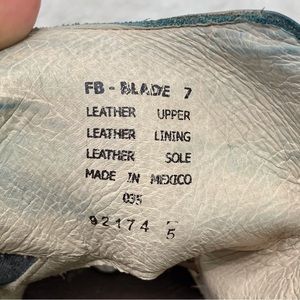 FB - BLADE 7
LEATHER UPPER
LEATHER LINING
LEATHER SOLE
MADE IN MEXICO
035
92174 5